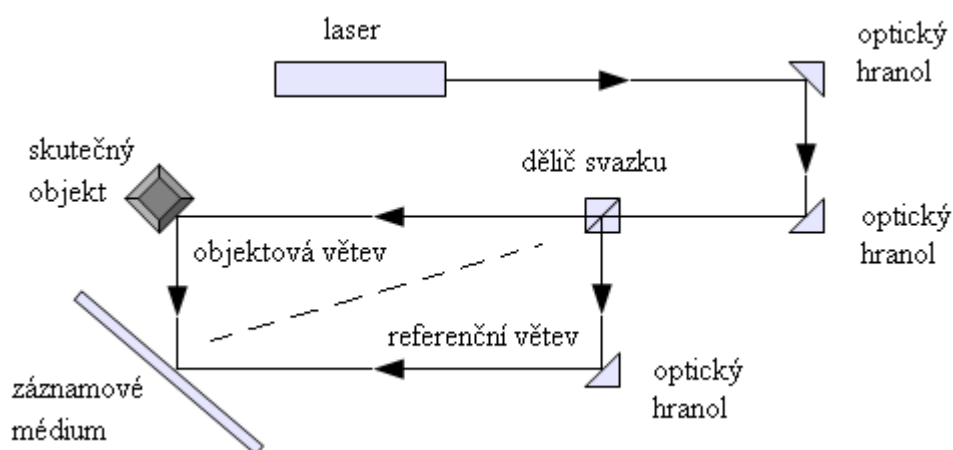 laser
optický
hranol
skutečný
objekt
dělič svazku
optický
hranol
objektová větev
referenční větev
optický
hranol
záznamové
médium